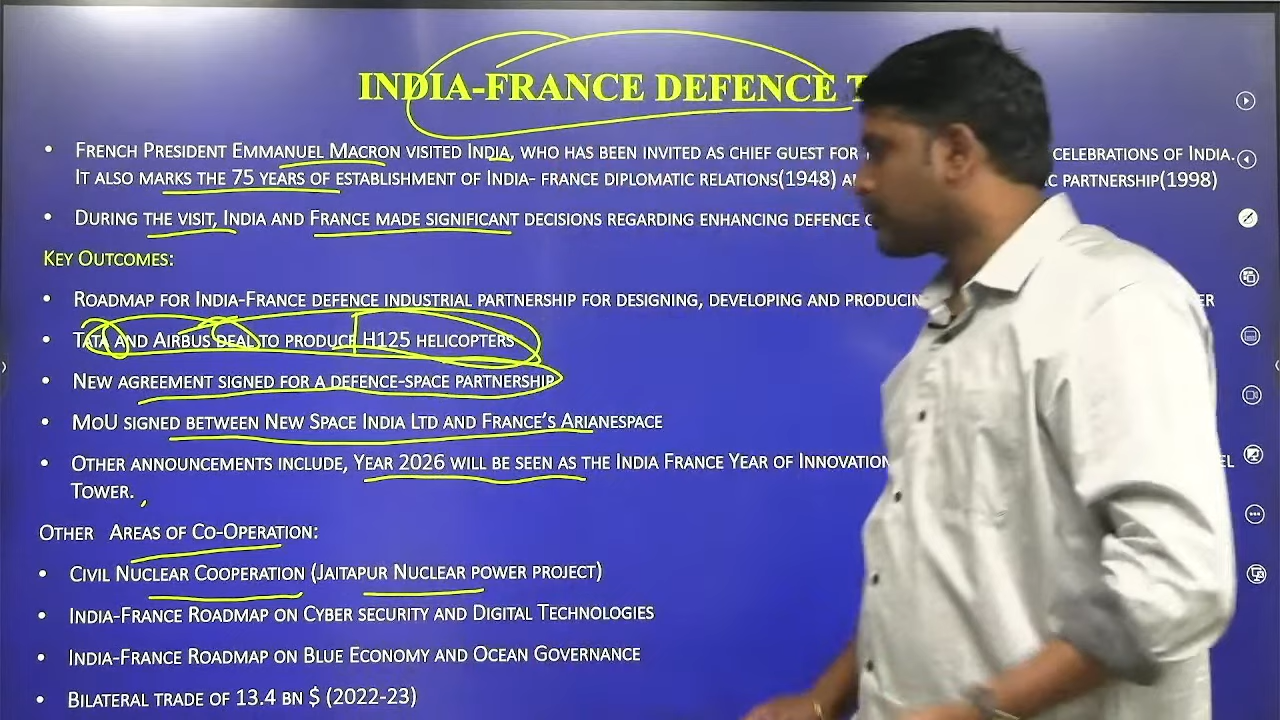 INDIA-FRANCE DEFENCE
• FRENCH PRESIDENT EMMANUEL MACRON VISITED INDIA, WHO HAS BEEN INVITED AS CHIEF GUEST FOR CELEBRATIONS OF INDIA.
IT ALSO MARKS THE 75 YEARS OF ESTABLISHMENT OF INDIA- FRANCE DIPLOMATIC RELATIONS(1948) PARTNERSHIP(1998)
• DURING THE VISIT, INDIA AND FRANCE MADE SIGNIFICANT DECISIONS REGARDING ENHANCING DEFENCE
KEY OUTCOMES:
• ROADMAP FOR INDIA-FRANCE DEFENCE INDUSTRIAL PARTNERSHIP FOR DESIGNING, DEVELOPING AND
• TATA AND AIRBUS DEAL TO PRODUCE H125 HELICOPTERS
• NEW AGREEMENT SIGNED FOR A DEFENCE-SPACE PARTNERSHIP
• MOU SIGNED BETWEEN NEW SPACE INDIA LTD AND FRANCE'S ARIANESPACE
• OTHER ANNOUNCEMENTS INCLUDE, YEAR 2026 WILL BE SEEN AS THE INDIA FRANCE YEAR OF INNOVATION
TOWER.
OTHER AREAS OF CO-OPERATION:
• CIVIL NUCLEAR COOPERATION (JAITAPUR NUCLEAR POWER PROJECT)
• INDIA-FRANCE ROADMAP ON CYBER SECURITY AND DIGITAL TECHNOLOGIES
• INDIA-FRANCE ROADMAP ON BLUE ECONOMY AND OCEAN GOVERNANCE
• BILATERAL TRADE OF 13.4 BN $ (2022-23)